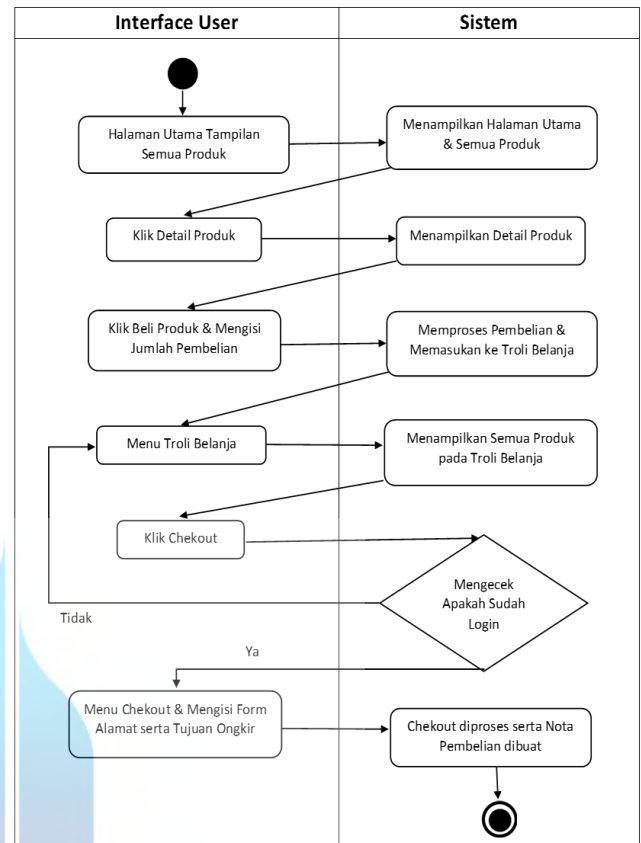 Interface User
Sistem
Halaman Utama Tampilan
Semua Produk
Menampilkan Halaman Utama
& Semua Produk
Klik Detail Produk
Menampilkan Detail Produk
Klik Beli Produk & Mengisi
Jumlah Pembelian
Memproses Pembelian &
Memasukan ke Troli Belanja
Menu Troli Belanja
Menampilkan Semua Produk
pada Troli Belanja
Klik Chekout
Mengecek
Apakah Sudah
Login
Tidak
Ya
Menu Chekout & Mengisi Form
Alamat serta Tujuan Ongkir
Chekout diproses serta Nota
Pembelian dibuat